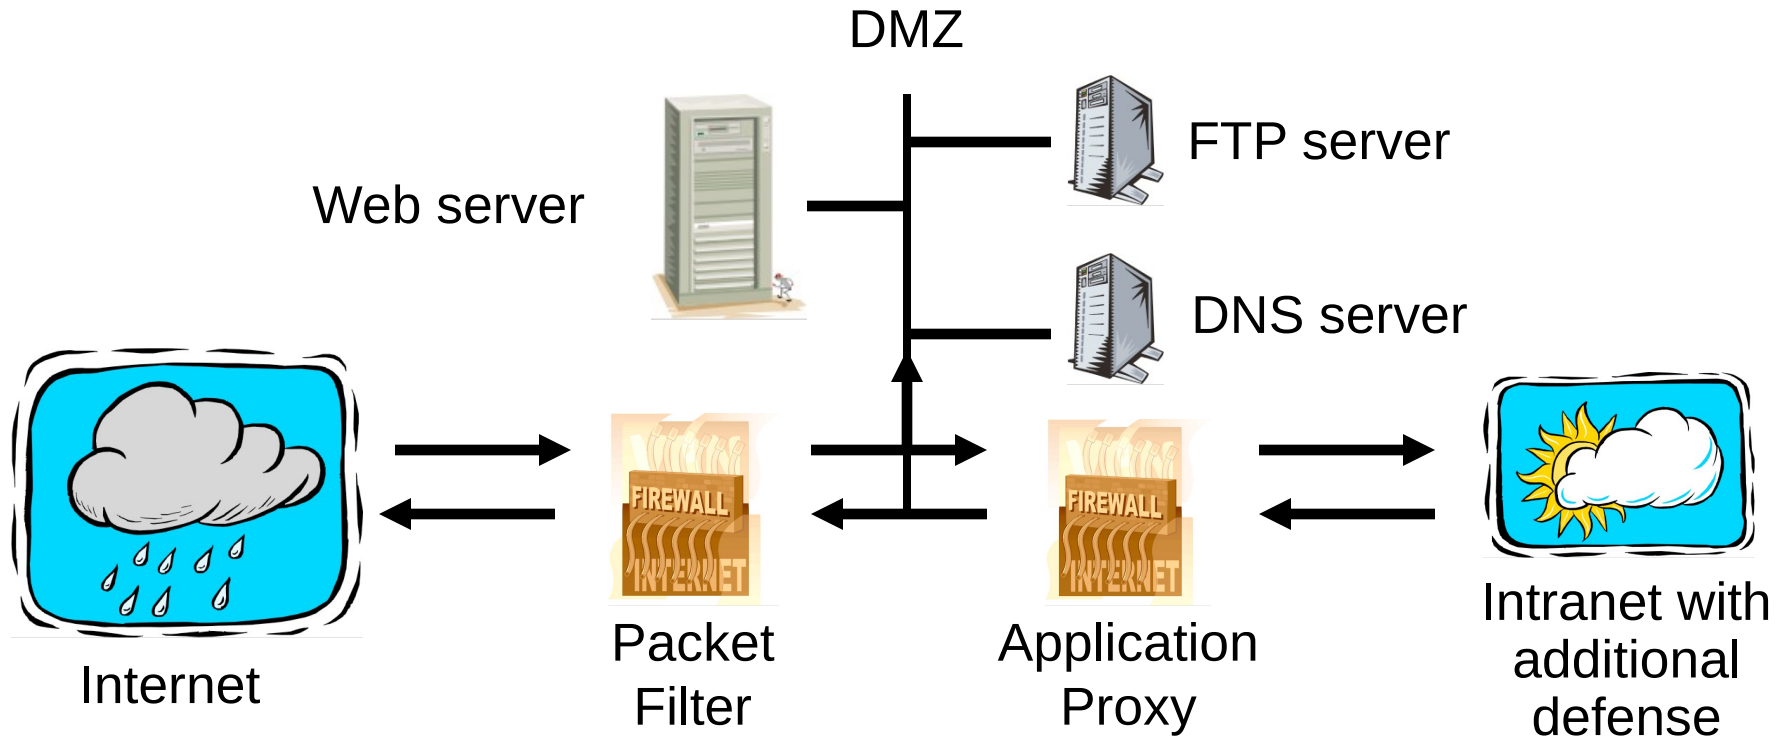 DMZ
FTP server
Web server
DNS server
FIREWALL
INTERNET
FIREWALL
INTERNET
Internet
Packet
Filter
Application
Proxy
Intranet with
additional
defense